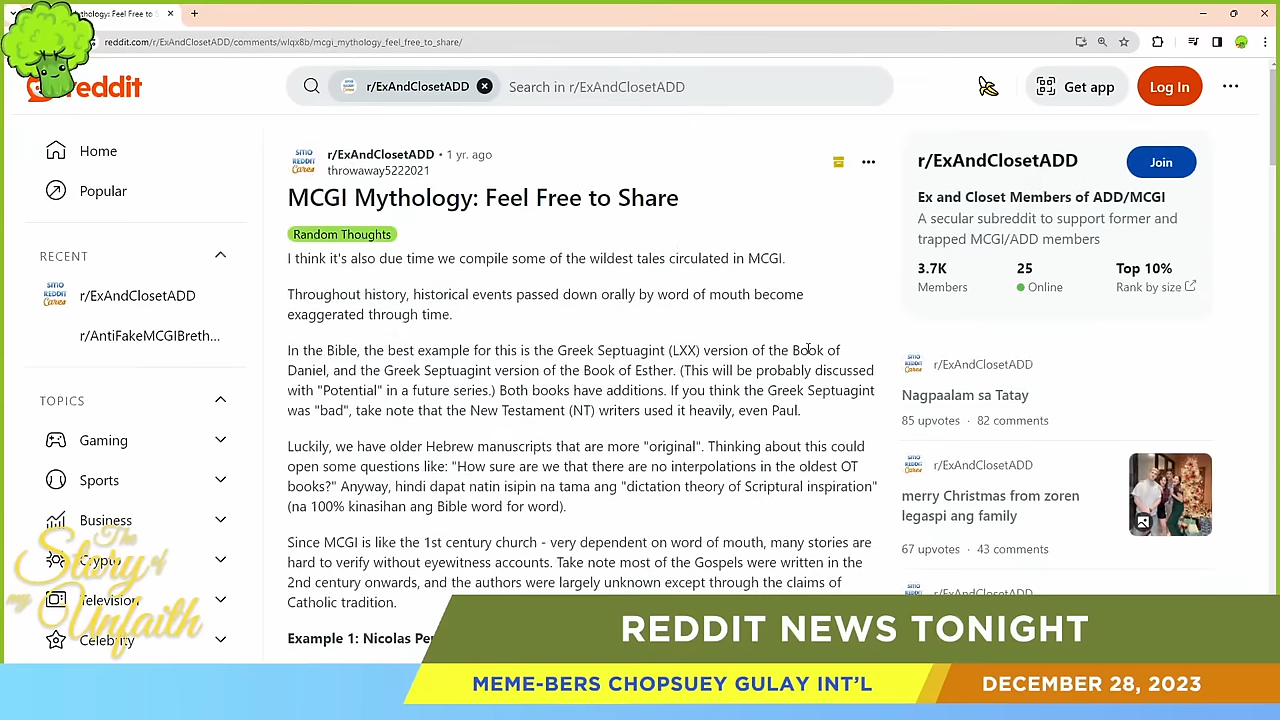 thology: Feel Free to S
reddit.com/r/ExAndClosetADD/comments/wlqx8b/mcgi_mythology_feel_free_to_share/
reddit
r/ExAndClosetADD
Search in r/ExAndClosetADD
Get app
Log In
Home
Popular
RECENT
r/ExAndClosetADD
r/AntiFakeMCGIBreth...
TOPICS
Gaming
Sports
Business
Crypto
Television
Celebrity
SITIO
REDDIT
Cares
r/ExAndClosetADD • 1 yr. ago
throwaway5222021
MCGI Mythology: Feel Free to Share
Random Thoughts
I think it's also due time we compile some of the wildest tales circulated in MCGI.
Throughout history, historical events passed down orally by word of mouth become
exaggerated through time.
In the Bible, the best example for this is the Greek Septuagint (LXX) version of the Book of
Daniel, and the Greek Septuagint version of the Book of Esther. (This will be probably discussed
with "Potential" in a future series.) Both books have additions. If you think the Greek Septuagint
was "bad", take note that the New Testament (NT) writers used it heavily, even Paul.
Luckily, we have older Hebrew manuscripts that are more "original". Thinking about this could
open some questions like: "How sure are we that there are no interpolations in the oldest OT
books?" Anyway, hindi dapat natin isipin na tama ang "dictation theory of Scriptural inspiration"
(na 100% kinasihan ang Bible word for word).
Since MCGI is like the 1st century church - very dependent on word of mouth, many stories are
hard to verify without eyewitness accounts. Take note most of the Gospels were written in the
2nd century onwards, and the authors were largely unknown except through the claims of
Catholic tradition.
Example 1: Nicolas Per
r/ExAndClosetADD
Join
Ex and Closet Members of ADD/MCGI
A secular subreddit to support former and
trapped MCGI/ADD members
3.7K 25 Top 10%
Members Online Rank by size
r/ExAndClosetADD
Nagpaalam sa Tatay
85 upvotes · 82 comments
r/ExAndClosetADD
merry Christmas from zoren
legaspi ang family
67 upvotes · 43 comments
r/ExAndClosetADD
The
Story of
my Unfaith
REDDIT NEWS TONIGHT
MEME-BERS CHOPSUEY GULAY INT'L
DECEMBER 28, 2023